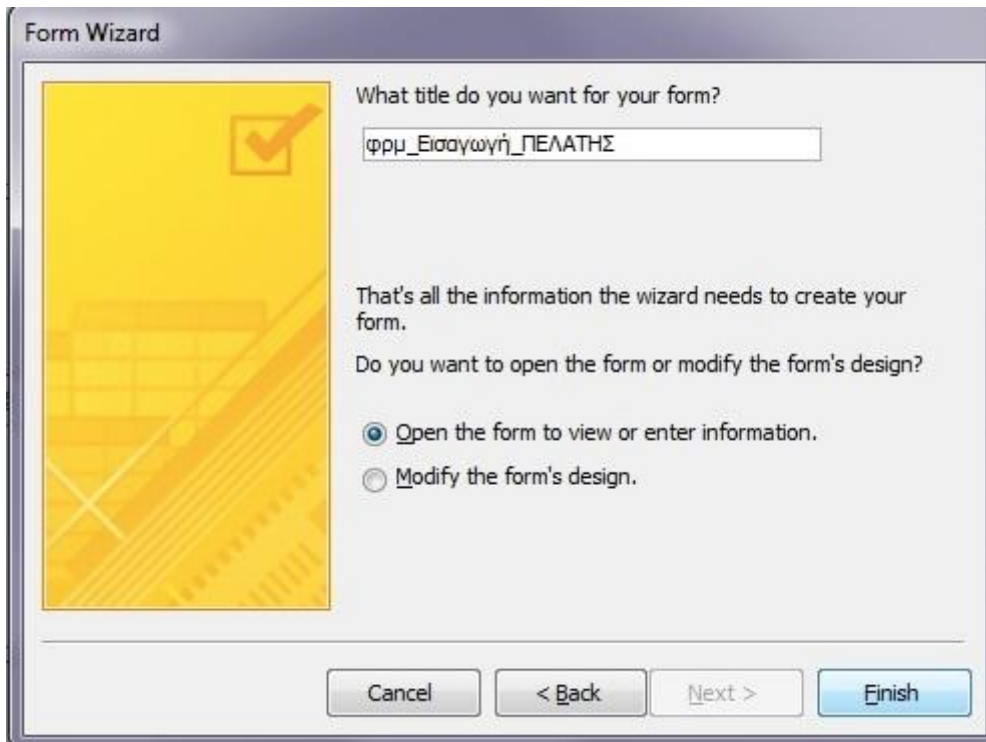 Form Wizard
What title do you want for your form?
φρμ_Εισαγωγή_ΠΕΛΑΤΗΣ
That's all the information the wizard needs to create your
form.
Do you want to open the form or modify the form's design?
Open the form to view or enter information.
Modify the form's design.
Cancel
< Back
Next >
Finish